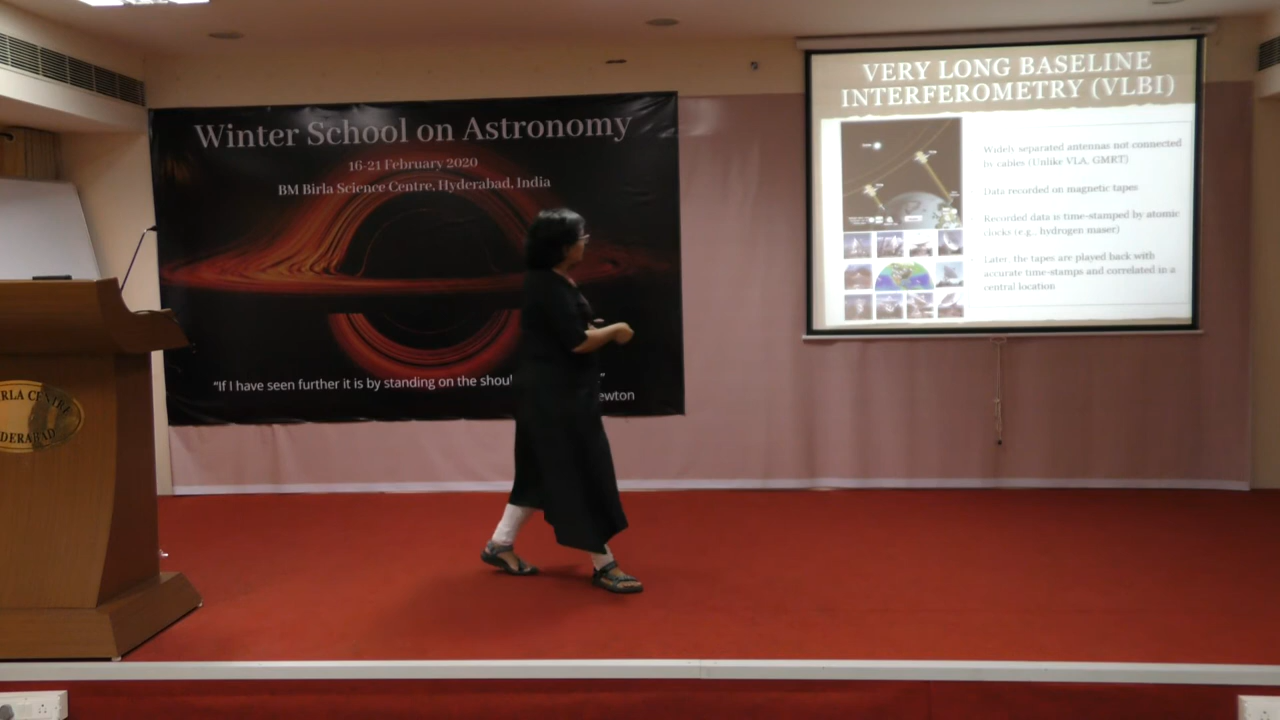 Winter School on Astronomy
16-21 February 2020
BM Birla Science Centre, Hyderabad, India
"If I have seen further it is by standing on the
VERY LONG BASELINE
INTERFEROMETRY (VLBI)
Widely separated antennas not connected
by cables (Unlike VLA, GMRT)
Data recorded on magnetic tapes
Recorded data is time-stamped by atomic
clocks (e.g., hydrogen maser)
Later, the tapes are played back with
accurate time-stamps and correlated in a
central location